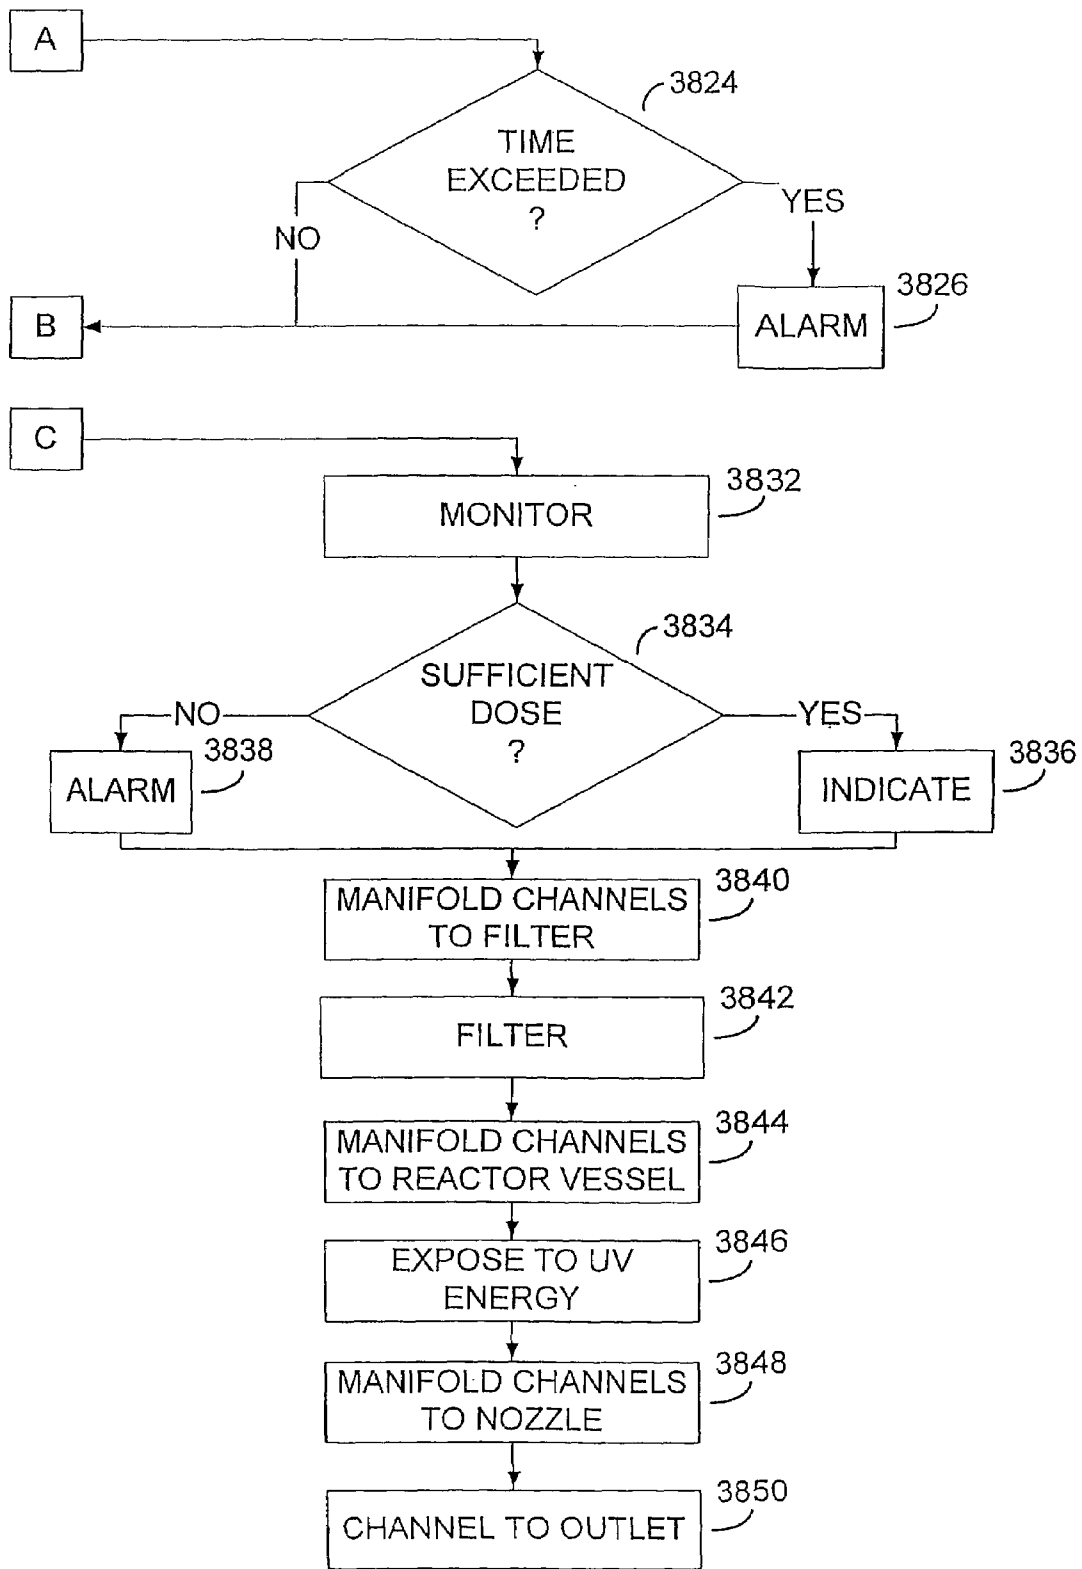 A
3824
TIME
EXCEEDED
?
YES
NO
3826
ALARM
B
C
3832
MONITOR
3834
SUFFICIENT
DOSE
?
NO
YES
3838
ALARM
3836
INDICATE
3840
MANIFOLD CHANNELS
TO FILTER
3842
FILTER
3844
MANIFOLD CHANNELS
TO REACTOR VESSEL
3846
EXPOSE TO UV
ENERGY
3848
MANIFOLD CHANNELS
TO NOZZLE
3850
CHANNEL TO OUTLET